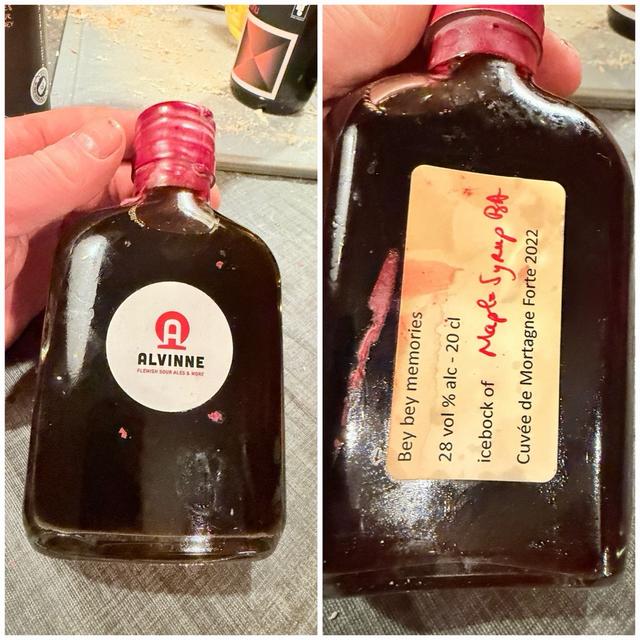 A
ALVINNE
FLEMISH SOUR ALES & MORE
Bey bey memories
28 vol % alc - 20 cl
icebock of Maple Syrup BA
Cuvée de Mortagne Forte 2022